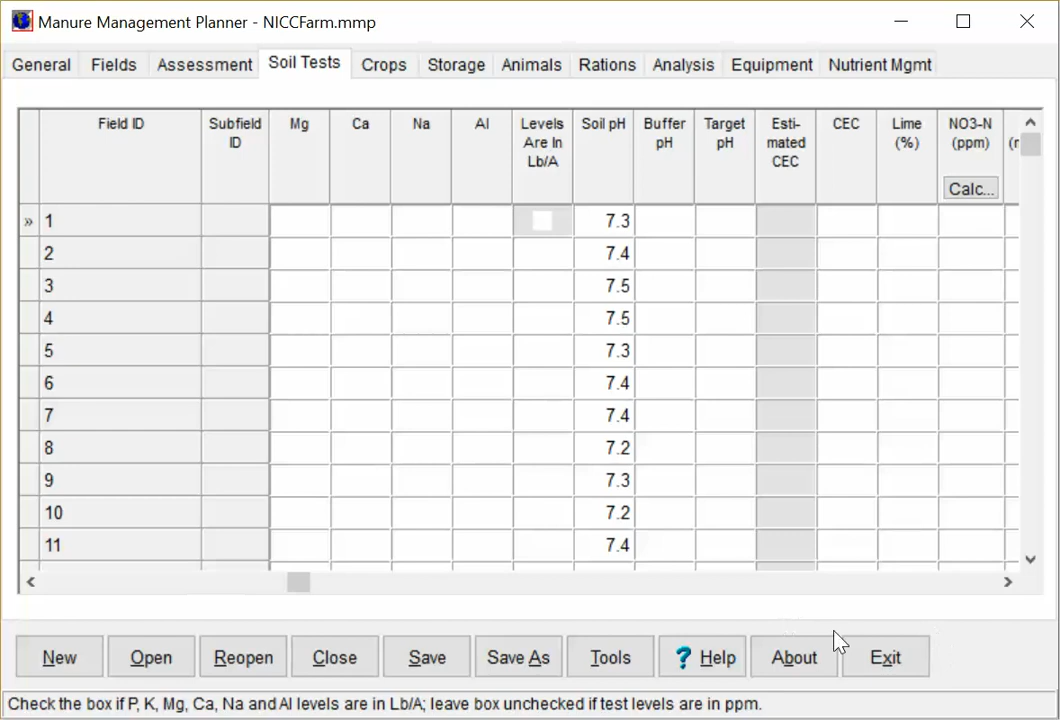 Manure Management Planner - NICCFarm.mmp
General Fields Assessment Soil Tests Crops Storage Animals Rations Analysis Equipment Nutrient Mgmt
Field ID Subfield ID Mg Ca Na Al Levels Are In Lb/A Soil pH Buffer pH Target pH Esti-mated CEC CEC Lime (%) NO3-N (ppm)
Calc...
» 1 7.3
2 7.4
3 7.5
4 7.5
5 7.3
6 7.4
7 7.4
8 7.2
9 7.3
10 7.2
11 7.4
New Open Reopen Close Save Save As Tools ? Help About Exit
Check the box if P, K, Mg, Ca, Na and Al levels are in Lb/A; leave box unchecked if test levels are in ppm.